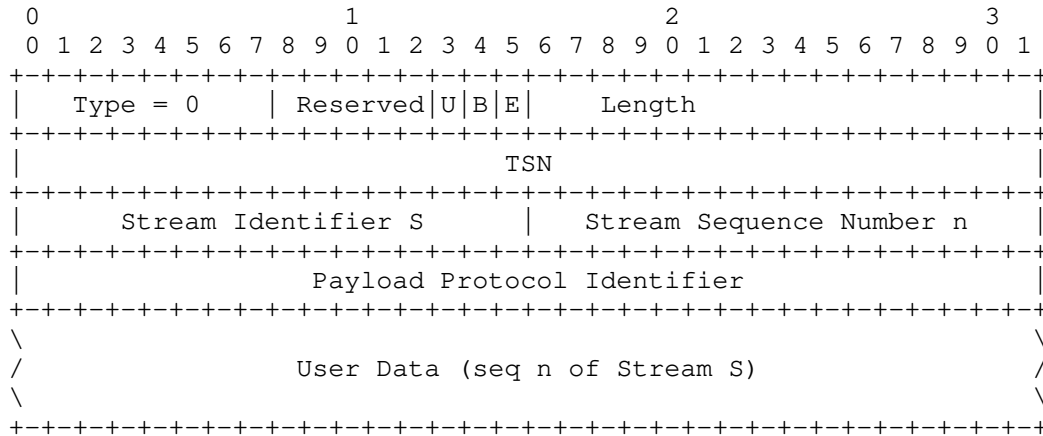 0                   1                   2                   3
 0 1 2 3 4 5 6 7 8 9 0 1 2 3 4 5 6 7 8 9 0 1 2 3 4 5 6 7 8 9 0 1
+-+-+-+-+-+-+-+-+-+-+-+-+-+-+-+-+-+-+-+-+-+-+-+-+-+-+-+-+-+-+-+-+
|   Type = 0    | Reserved|U|B|E|    Length                     |
+-+-+-+-+-+-+-+-+-+-+-+-+-+-+-+-+-+-+-+-+-+-+-+-+-+-+-+-+-+-+-+-+
|                              TSN                              |
+-+-+-+-+-+-+-+-+-+-+-+-+-+-+-+-+-+-+-+-+-+-+-+-+-+-+-+-+-+-+-+-+
|      Stream Identifier S      |   Stream Sequence Number n    |
+-+-+-+-+-+-+-+-+-+-+-+-+-+-+-+-+-+-+-+-+-+-+-+-+-+-+-+-+-+-+-+-+
|                  Payload Protocol Identifier                  |
+-+-+-+-+-+-+-+-+-+-+-+-+-+-+-+-+-+-+-+-+-+-+-+-+-+-+-+-+-+-+-+-+
\                                                               \
/                 User Data (seq n of Stream S)                 /
\                                                               \
+-+-+-+-+-+-+-+-+-+-+-+-+-+-+-+-+-+-+-+-+-+-+-+-+-+-+-+-+-+-+-+-+